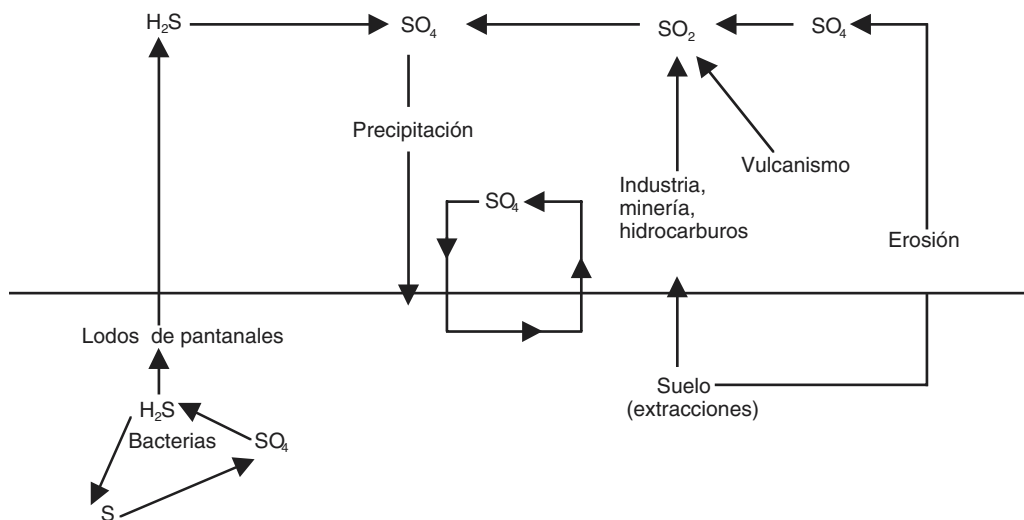 H₂S
SO₄
SO₂
SO₄
Precipitación
Vulcanismo
SO₄
Industria,
minería,
hidrocarburos
Erosión
Lodos de pantanales
Suelo
(extracciones)
H₂S
Bacterias
SO₄
S